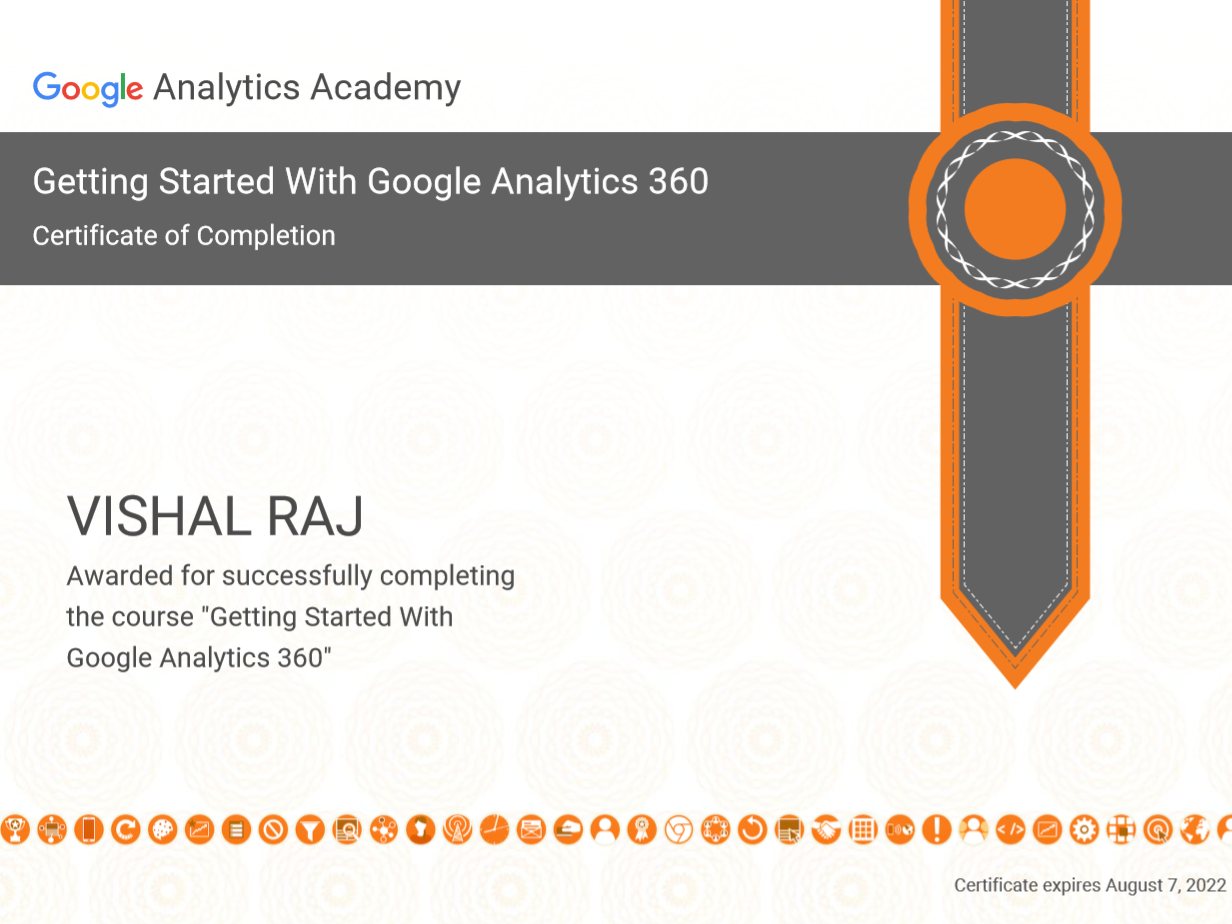 Google Analytics Academy
Getting Started With Google Analytics 360
Certificate of Completion
VISHAL RAJ
Awarded for successfully completing
the course "Getting Started With
Google Analytics 360"
Certificate expires August 7, 2022